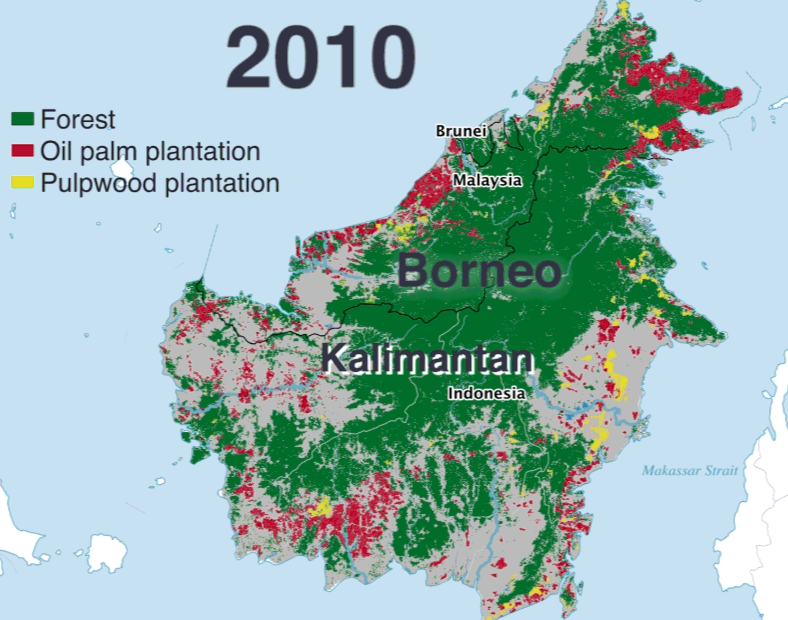 2010
Forest
Oil palm plantation
Pulpwood plantation
Brunei
Malaysia
Borneo
Kalimantan
Indonesia
Makassar Strait